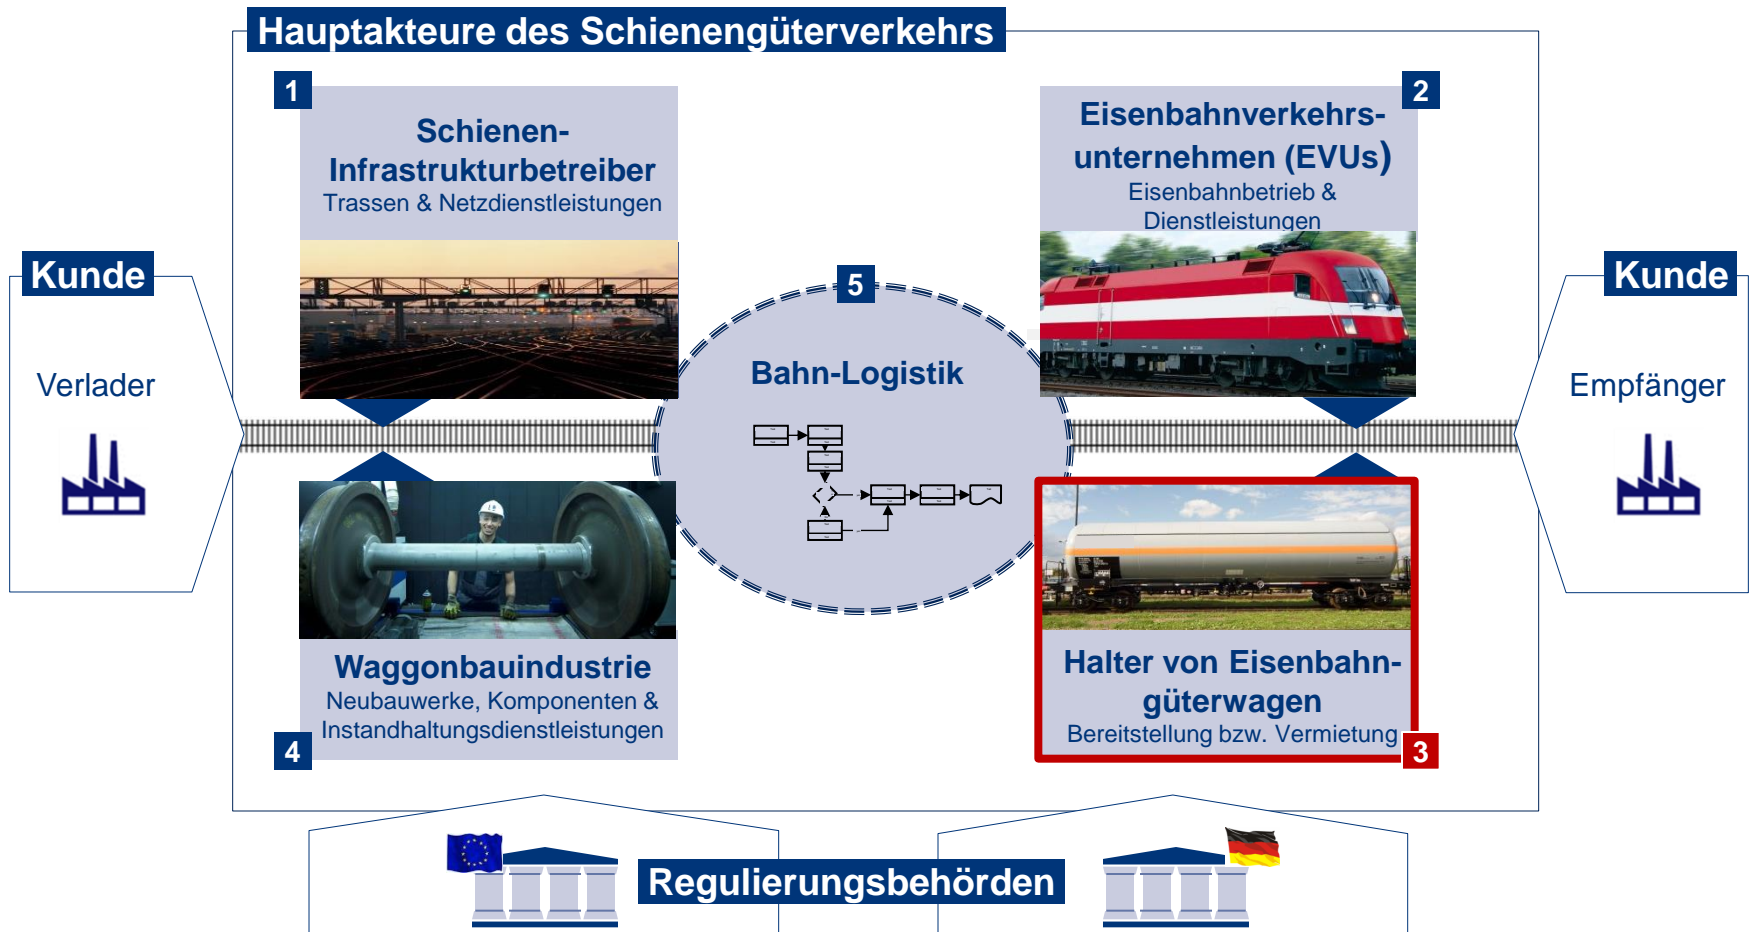 Hauptakteure des Schienengüterverkehrs
1
Schienen-
Infrastrukturbetreiber
Trassen & Netzdienstleistungen
2
Eisenbahnverkehrs-
unternehmen (EVUs)
Eisenbahnbetrieb &
Dienstleistungen
Kunde
Verlader
5
Bahn-Logistik
Kunde
Empfänger
Waggonbauindustrie
Neubauwerke, Komponenten &
Instandhaltungsdienstleistungen
4
Halter von Eisenbahn-
güterwagen
Bereitstellung bzw. Vermietung
3
Regulierungsbehörden